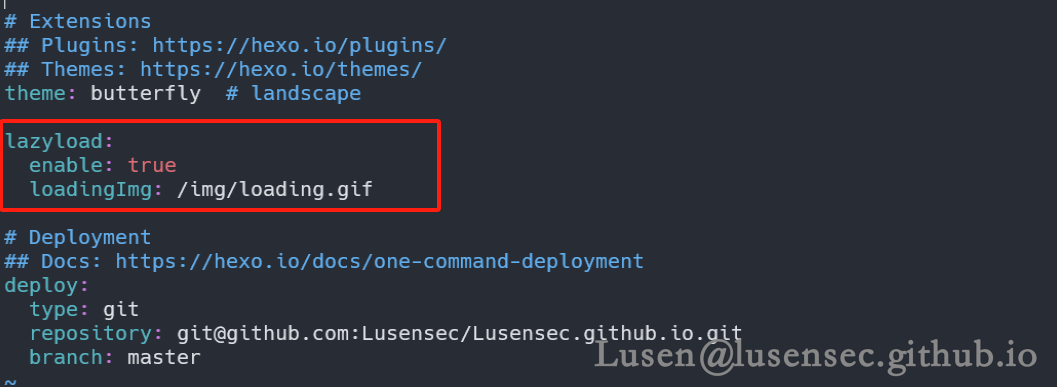 # Extensions
## Plugins: https://hexo.io/plugins/
## Themes: https://hexo.io/themes/
theme: butterfly  # landscape
lazyload:
  enable: true
  loadingImg: /img/loading.gif
# Deployment
## Docs: https://hexo.io/docs/one-command-deployment
deploy:
  type: git
  repository: git@github.com:Lusensec/Lusensec.github.io.git
  branch: master
Lusen@lusensec.github.io
~